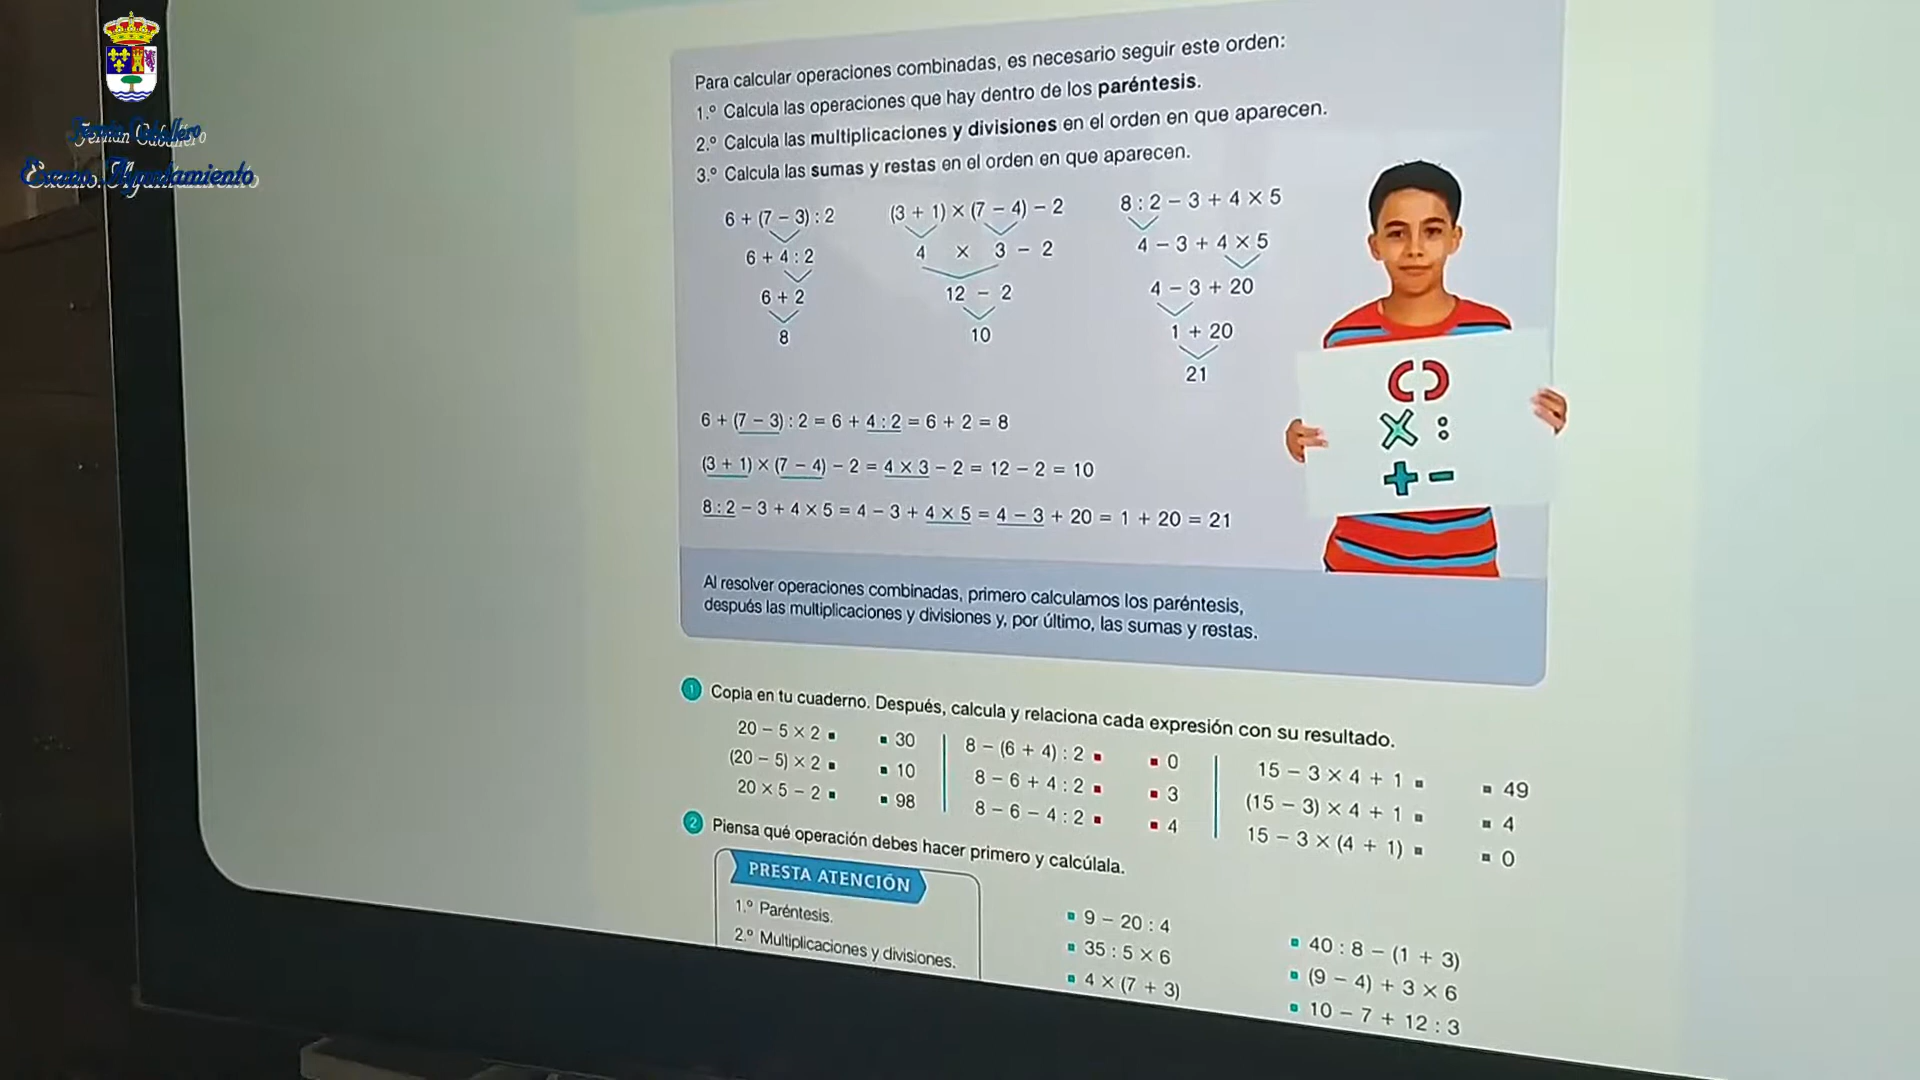 Fernán Caballero
Excmo. Ayuntamiento
Para calcular operaciones combinadas, es necesario seguir este orden:
1.º Calcula las operaciones que hay dentro de los paréntesis.
2.º Calcula las multiplicaciones y divisiones en el orden en que aparecen.
3.º Calcula las sumas y restas en el orden en que aparecen.
6 + (7 − 3) : 2
6 + 4 : 2
6 + 2
8
(3 + 1) × (7 − 4) − 2
4 × 3 − 2
12 − 2
10
8 : 2 − 3 + 4 × 5
4 − 3 + 4 × 5
4 − 3 + 20
1 + 20
21
( )
× :
+ −
6 + (7 − 3) : 2 = 6 + 4 : 2 = 6 + 2 = 8
(3 + 1) × (7 − 4) − 2 = 4 × 3 − 2 = 12 − 2 = 10
8 : 2 − 3 + 4 × 5 = 4 − 3 + 4 × 5 = 4 − 3 + 20 = 1 + 20 = 21
Al resolver operaciones combinadas, primero calculamos los paréntesis,
después las multiplicaciones y divisiones y, por último, las sumas y restas.
1 Copia en tu cuaderno. Después, calcula y relaciona cada expresión con su resultado.
20 − 5 × 2 ▪ ▪ 30
(20 − 5) × 2 ▪ ▪ 10
20 × 5 − 2 ▪ ▪ 98
8 − (6 + 4) : 2 ▪ ▪ 0
8 − 6 + 4 : 2 ▪ ▪ 3
8 − 6 − 4 : 2 ▪ ▪ 4
15 − 3 × 4 + 1 ▪ ▪ 49
(15 − 3) × 4 + 1 ▪ ▪ 4
15 − 3 × (4 + 1) ▪ ▪ 0
2 Piensa qué operación debes hacer primero y calcúlala.
PRESTA ATENCIÓN
1.º Paréntesis.
2.º Multiplicaciones y divisiones.
▪ 9 − 20 : 4
▪ 35 : 5 × 6
▪ 4 × (7 + 3)
▪ 40 : 8 − (1 + 3)
▪ (9 − 4) + 3 × 6
▪ 10 − 7 + 12 : 3